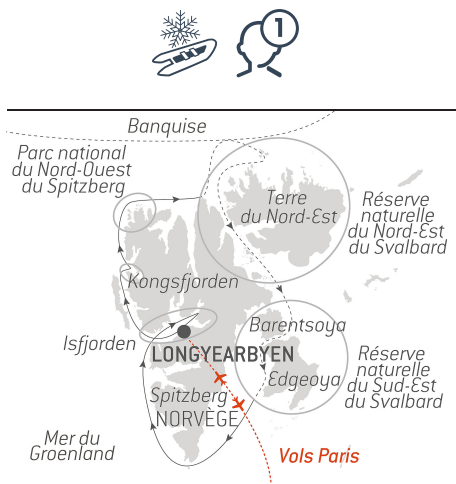 1
Banquise
Parc national
du Nord-Ouest
du Spitzberg
Terre
du Nord-Est
Réserve
naturelle
du Nord-Est
du Svalbard
Kongsfjorden
Isfjorden
Barentsoya
LONGYEARBYEN
Edgeoya
Réserve
naturelle
du Sud-Est
du Svalbard
Spitzberg
NORVÈGE
Mer du
Groenland
Vols Paris